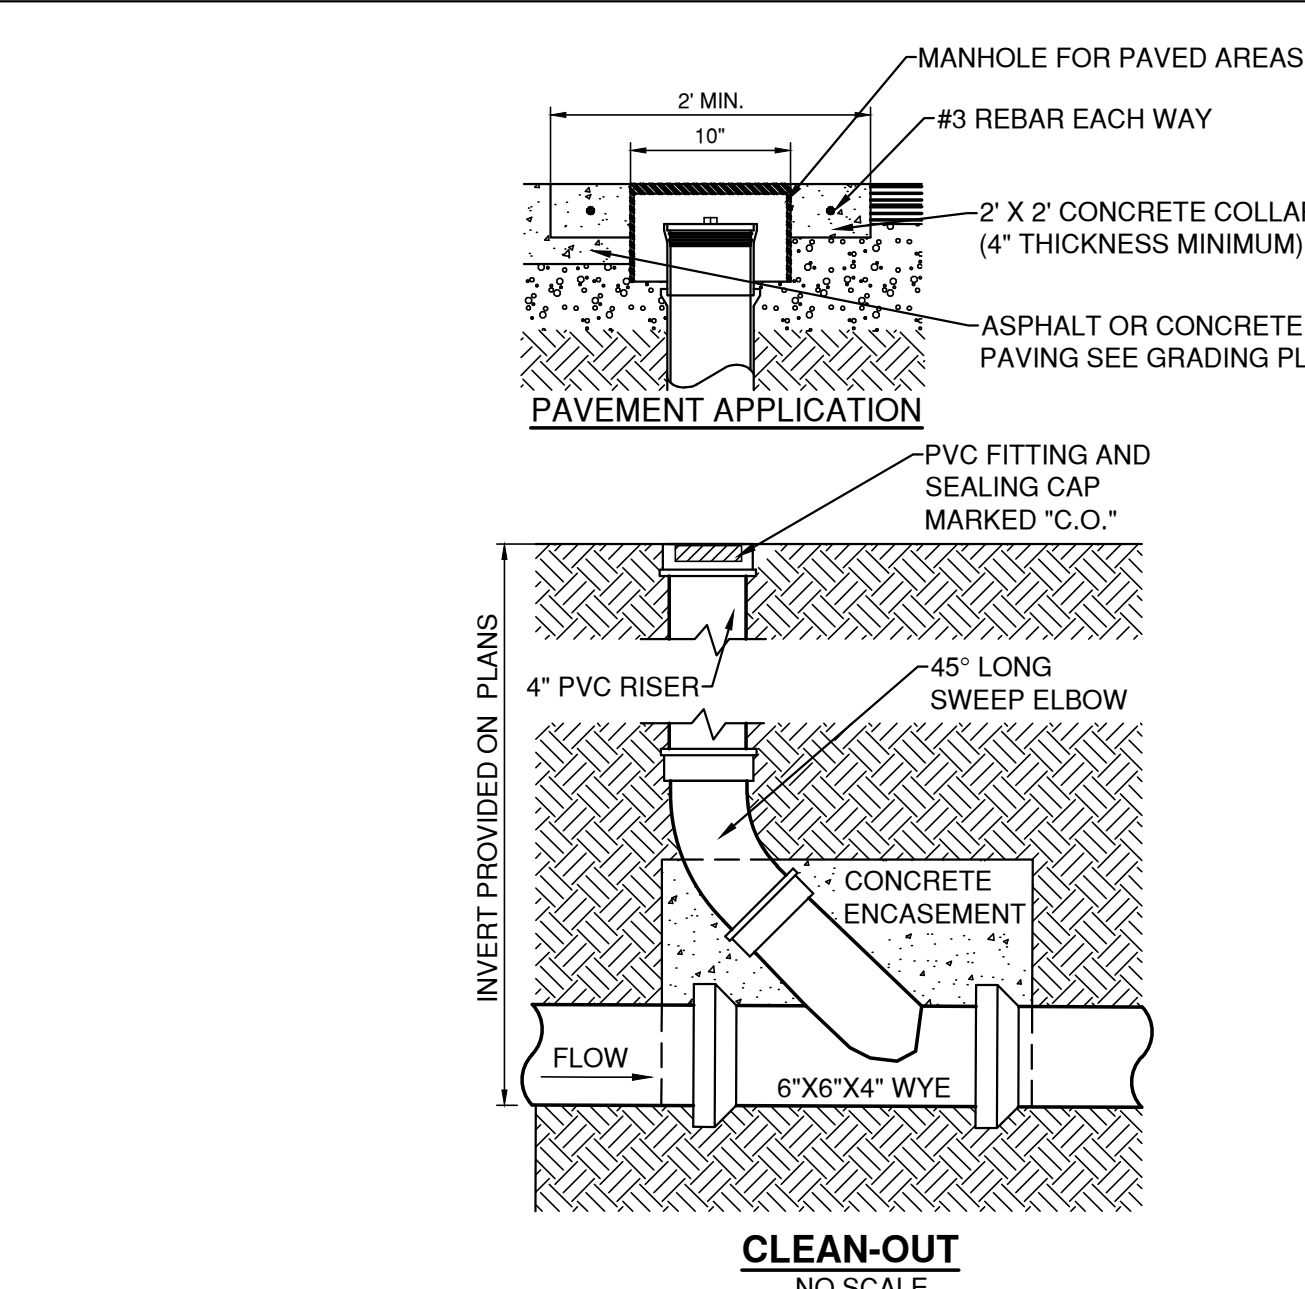 MANHOLE FOR PAVED AREAS
2' MIN.
#3 REBAR EACH WAY
10"
2' X 2' CONCRETE
(4" THICKNESS MINIMUM)
ASPHALT OR CONCRETE
PAVING SEE GRADING
PAVEMENT APPLICATION
PVC FITTING AND
SEALING CAP
MARKED "C.O."
INVERT PROVIDED ON PLANS
4" PVC RISER
45° LONG
SWEEP ELBOW
CONCRETE
ENCASEMENT
FLOW
6"X6"X4" WYE
CLEAN-OUT
NO SCALE